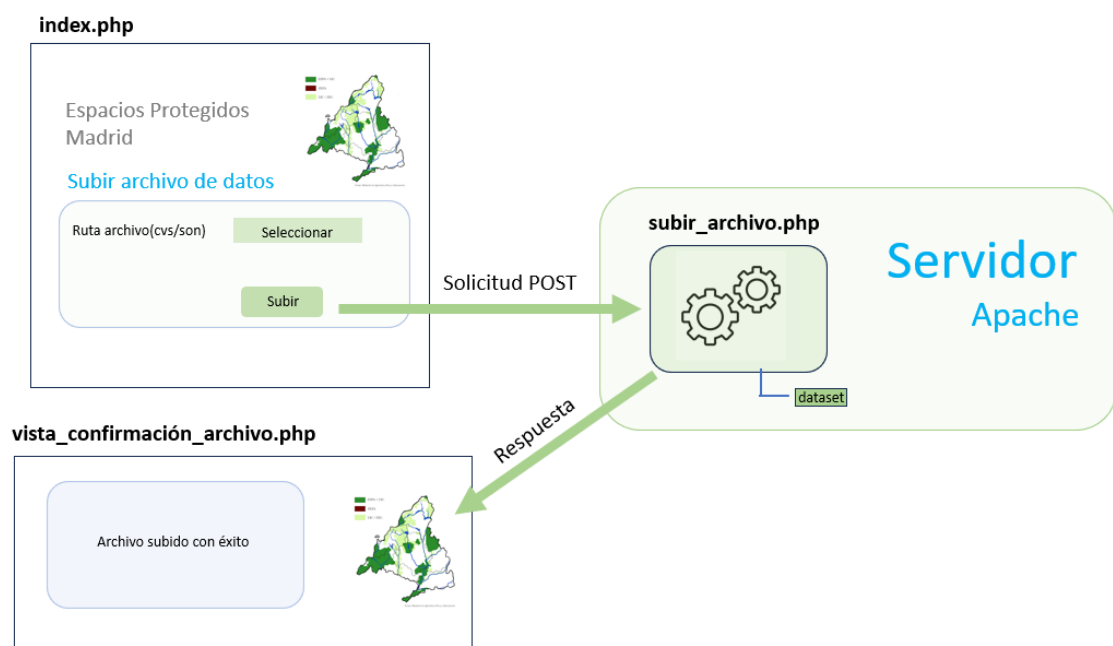 index.php
Espacios Protegidos
Madrid
Subir archivo de datos
Ruta archivo(cvs/son)
Seleccionar
Subir
Solicitud POST
subir_archivo.php
Servidor
Apache
dataset
Respuesta
vista_confirmación_archivo.php
Archivo subido con éxito